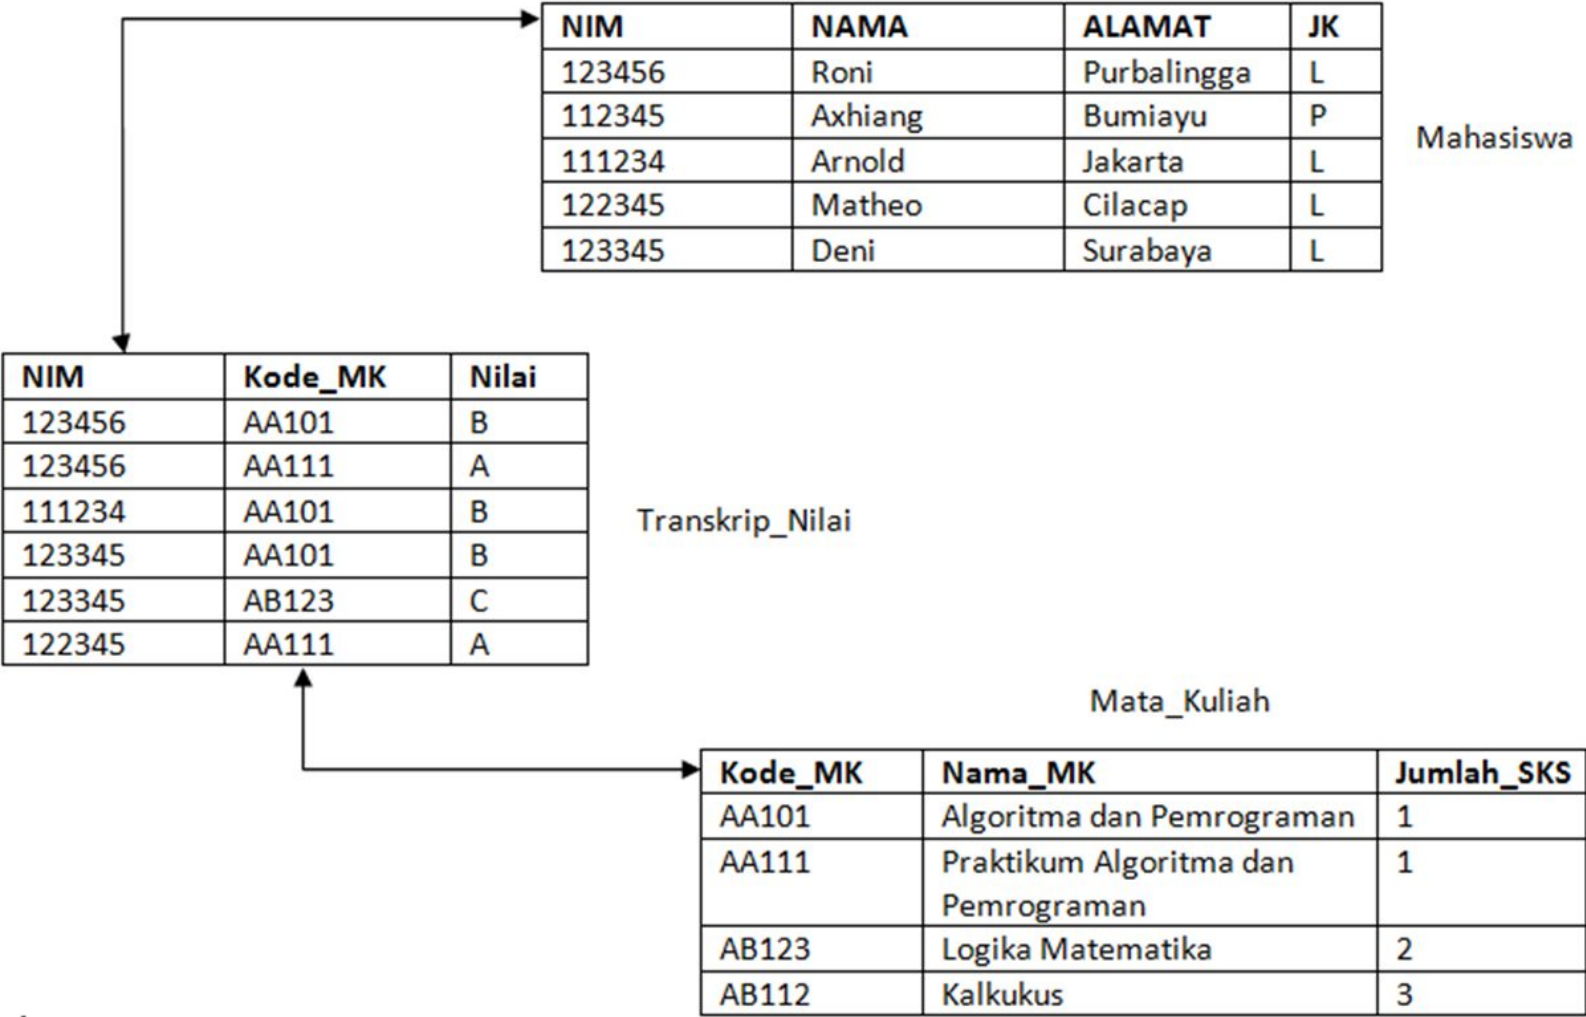 NIM NAMA ALAMAT JK
123456 Roni Purbalingga L
112345 Axhiang Bumiayu P
111234 Arnold Jakarta L
122345 Matheo Cilacap L
123345 Deni Surabaya L
Mahasiswa
NIM Kode_MK Nilai
123456 AA101 B
123456 AA111 A
111234 AA101 B
123345 AA101 B
123345 AB123 C
122345 AA111 A
Transkrip_Nilai
Mata_Kuliah
Kode_MK Nama_MK Jumlah_SKS
AA101 Algoritma dan Pemrograman 1
AA111 Praktikum Algoritma dan 1
Pemrograman
AB123 Logika Matematika 2
AB112 Kalkukus 3